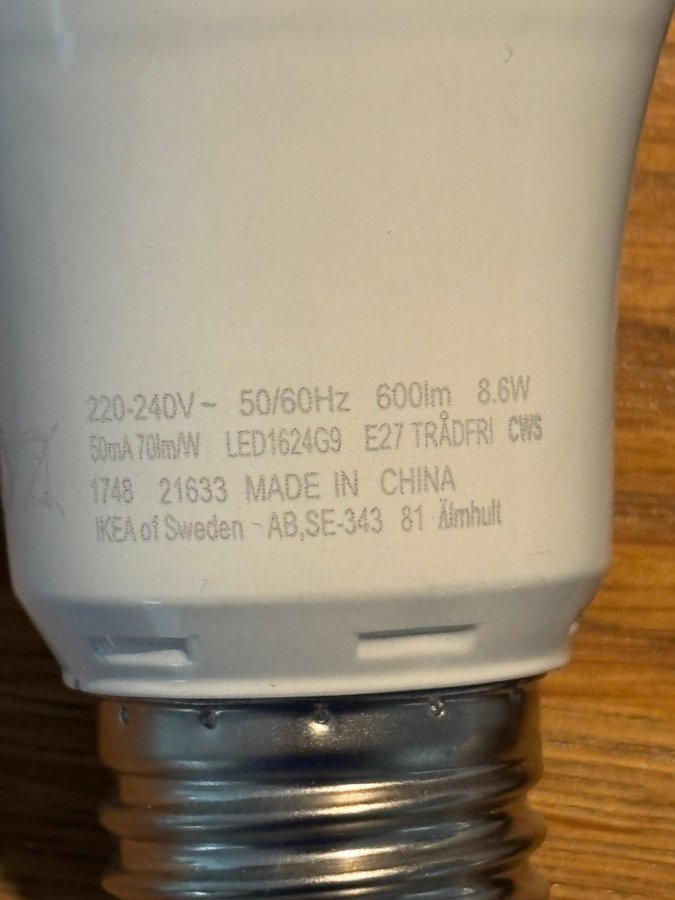 220-240V~ 50/60Hz 600lm 8.6W
50mA 70lm/W LED1624G9 E27 TRÅDFRI CWS
1748 21633 MADE IN CHINA
IKEA of Sweden - AB,SE-343 81 Älmhult